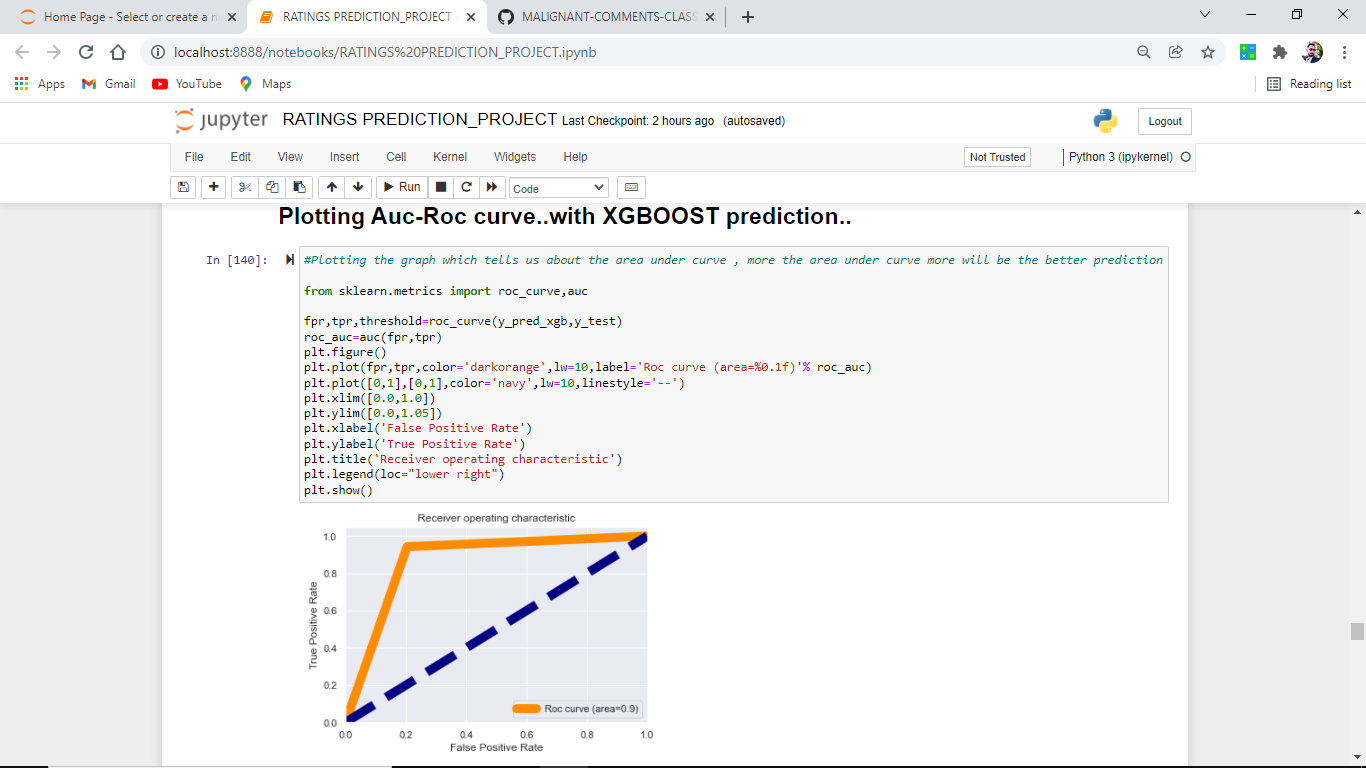 Home Page - Select or create a n
RATINGS PREDICTION_PROJECT -
MALIGNANT-COMMENTS-CLASS
localhost:8888/notebooks/RATINGS%20PREDICTION_PROJECT.ipynb
Apps
Gmail
YouTube
Maps
Reading list
jupyter
RATINGS PREDICTION_PROJECT Last Checkpoint: 2 hours ago (autosaved)
Logout
File Edit View Insert Cell Kernel Widgets Help
Not Trusted
Python 3 (ipykernel)
Run
Code
Plotting Auc-Roc curve..with XGBOOST prediction..
In [140]:
#Plotting the graph which tells us about the area under curve , more the area under curve more will be the better prediction
from sklearn.metrics import roc_curve,auc
fpr,tpr,threshold=roc_curve(y_pred_xgb,y_test)
roc_auc=auc(fpr,tpr)
plt.figure()
plt.plot(fpr,tpr,color='darkorange',lw=10,label='Roc curve (area=%0.1f)'% roc_auc)
plt.plot([0,1],[0,1],color='navy',lw=10,linestyle='--')
plt.xlim([0.0,1.0])
plt.ylim([0.0,1.05])
plt.xlabel('False Positive Rate')
plt.ylabel('True Positive Rate')
plt.title('Receiver operating characteristic')
plt.legend(loc="lower right")
plt.show()
Receiver operating characteristic
True Positive Rate
1.0
0.8
0.6
0.4
0.2
0.0
Roc curve (area=0.9)
0.0 0.2 0.4 0.6 0.8 1.0
False Positive Rate